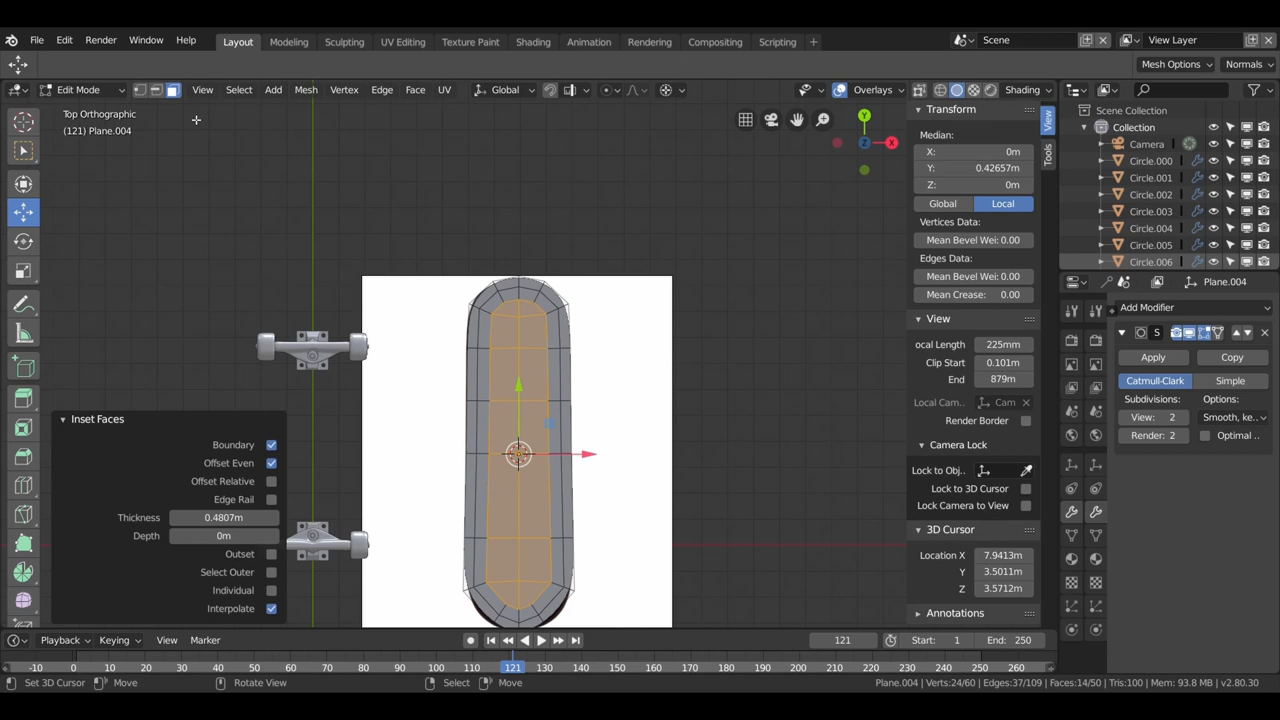 File Edit Render Window Help Layout Modeling Sculpting UV Editing Texture Paint Shading Animation Rendering Compositing Scripting + Scene View Layer
Mesh Options Normals
Edit Mode View Select Add Mesh Vertex Edge Face UV Global Overlays Shading
Top Orthographic
(121) Plane.004
Y
X
Z
Transform
Median:
X: 0m
Y: 0.42657m
Z: 0m
Global Local
Vertices Data:
Mean Bevel Wei: 0.00
Edges Data:
Mean Bevel Wei: 0.00
Mean Crease: 0.00
View
ocal Length 225mm
Clip Start 0.101m
End 879m
Local Cam.. Cam
Render Border
Camera Lock
Lock to Obj..
Lock to 3D Cursor
Lock Camera to View
3D Cursor
Location X 7.9413m
Y 3.5011m
Z 3.5712m
Annotations
View
Tools
Scene Collection
Collection
Camera
Circle.000
Circle.001
Circle.002
Circle.003
Circle.004
Circle.005
Circle.006
Plane.004
Add Modifier
S
Apply Copy
Catmull-Clark Simple
Subdivisions: Options:
View: 2 Smooth, ke..
Render: 2 Optimal ..
Inset Faces
Boundary
Offset Even
Offset Relative
Edge Rail
Thickness 0.4807m
Depth 0m
Outset
Select Outer
Individual
Interpolate
Playback Keying View Marker 121 Start: 1 End: 250
-10 0 10 20 30 40 50 60 70 80 90 100 110 121 130 140 150 160 170 180 190 200 210 220 230 240 250 260
Set 3D Cursor Move Rotate View Select Move Plane.004 | Verts:24/60 | Edges:37/109 | Faces:14/50 | Tris:100 | Mem: 93.8 MB | v2.80.30